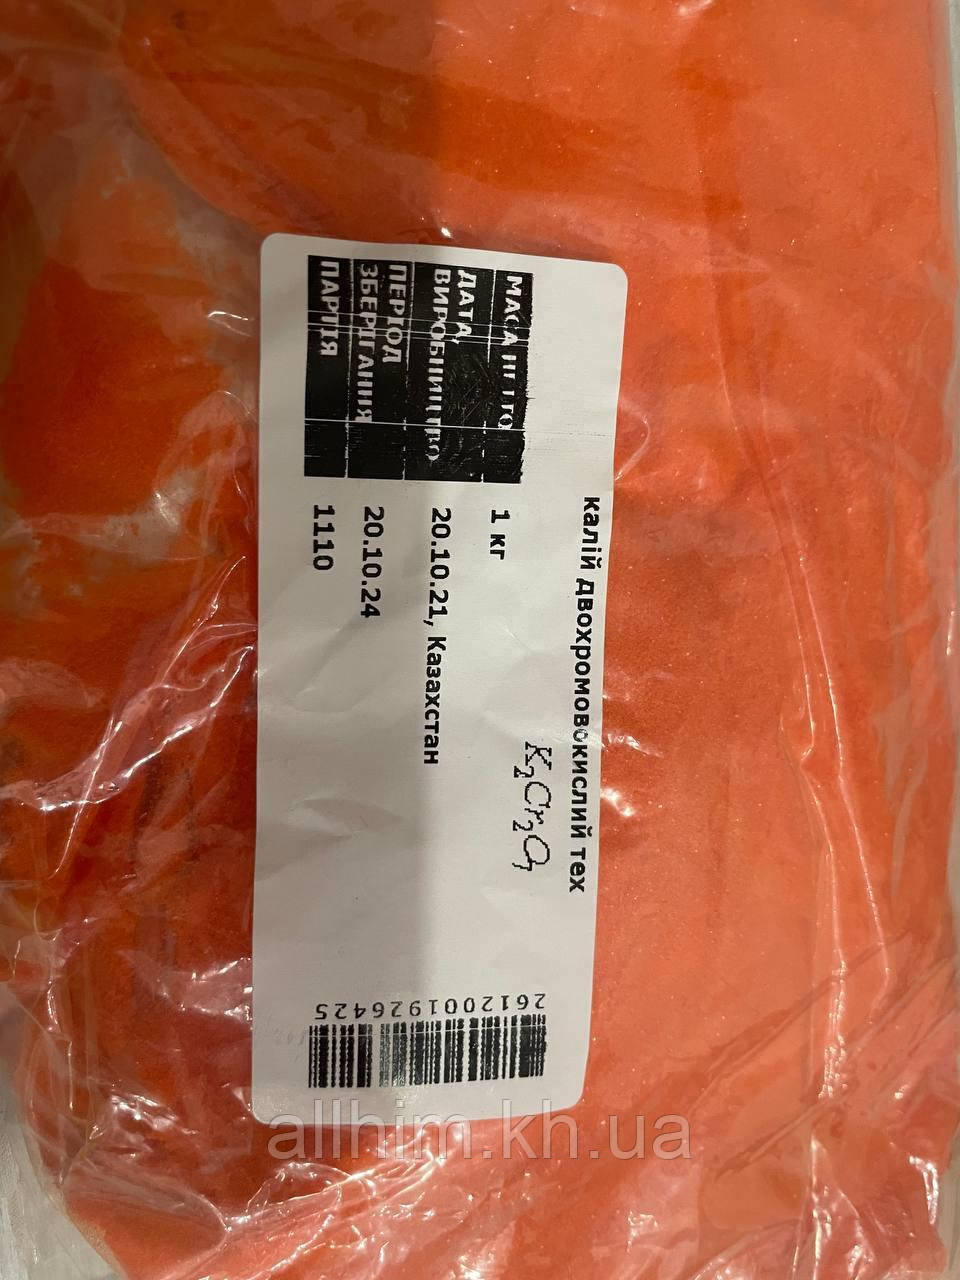 калій двохромовокислий тех
K₂Cr₂O₇
МАСА НЕТТО, 1 кг
ДАТА, 20.10.21, Казахстан
ВИРОБНИЦТВО
ПЕРІОД 20.10.24
ЗБЕРІГАННЯ
ПАРТІЯ 1110
2612001926425
allhim.kh.ua